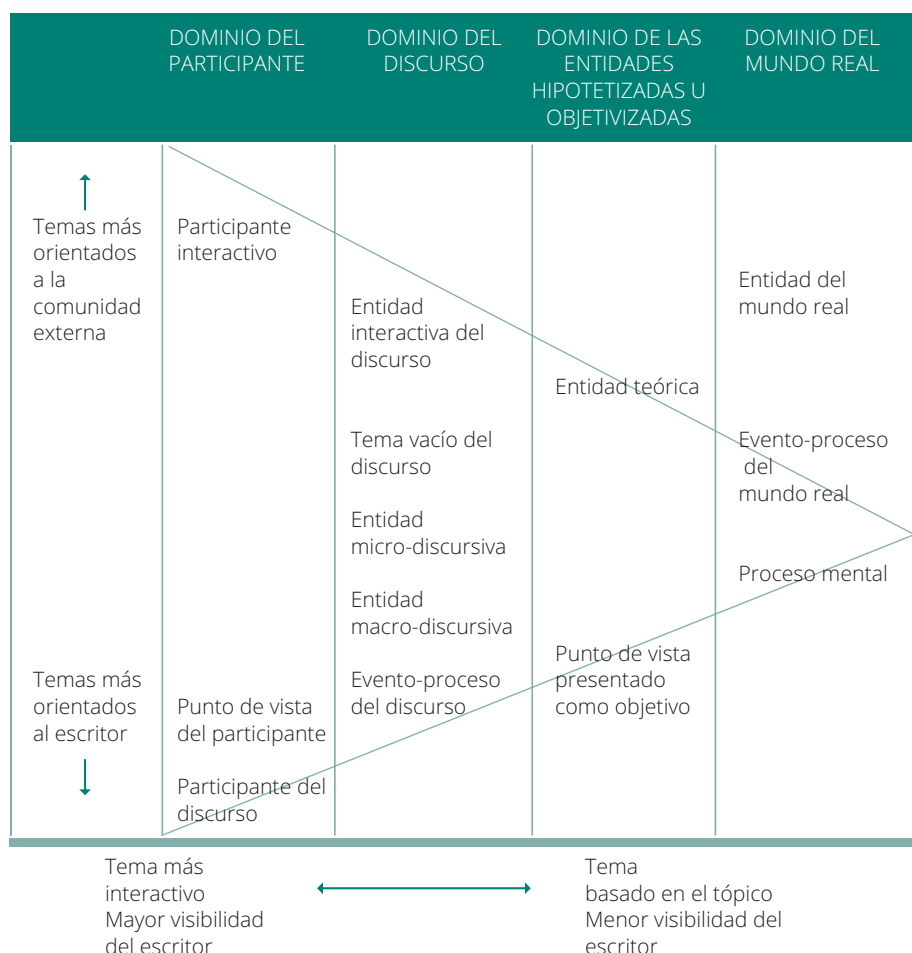 DOMINIO DEL
PARTICIPANTE
DOMINIO DEL
DISCURSO
DOMINIO DE LAS
ENTIDADES
HIPOTETIZADAS U
OBJETIVIZADAS
DOMINIO DEL
MUNDO REAL
Temas más
orientados
a la
comunidad
externa
Temas más
orientados
al escritor
Participante
interactivo
Punto de vista
del participante
Participante del
discurso
Entidad
interactiva del
discurso
Tema vacío del
discurso
Entidad
micro-discursiva
Entidad
macro-discursiva
Evento-proceso
del discurso
Entidad teórica
Punto de vista
presentado
como objetivo
Entidad del
mundo real
Evento-proceso
del
mundo real
Proceso mental
Tema más
interactivo
Mayor visibilidad
del escritor
Tema
basado en el tópico
Menor visibilidad del
escritor